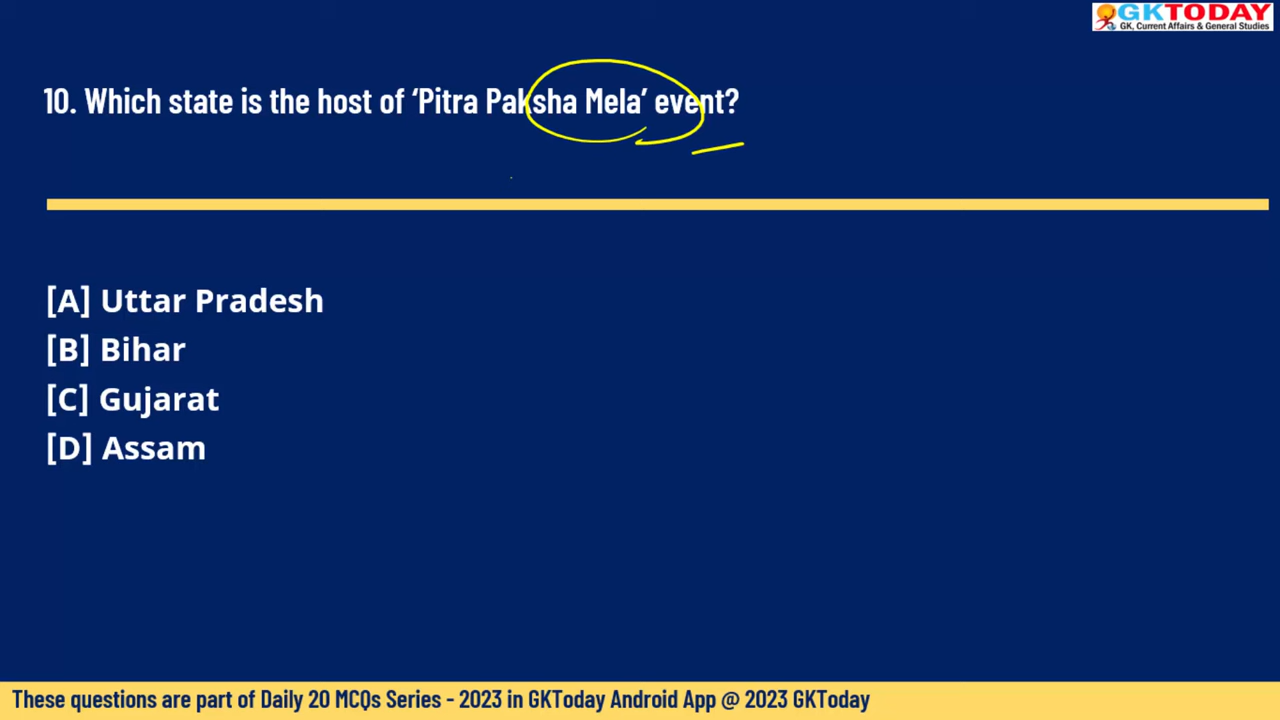 GKTODAY
GK, Current Affairs & General Studies
10. Which state is the host of ‘Pitra Paksha Mela’ event?
[A] Uttar Pradesh
[B] Bihar
[C] Gujarat
[D] Assam
These questions are part of Daily 20 MCQs Series - 2023 in GKToday Android App @ 2023 GKToday